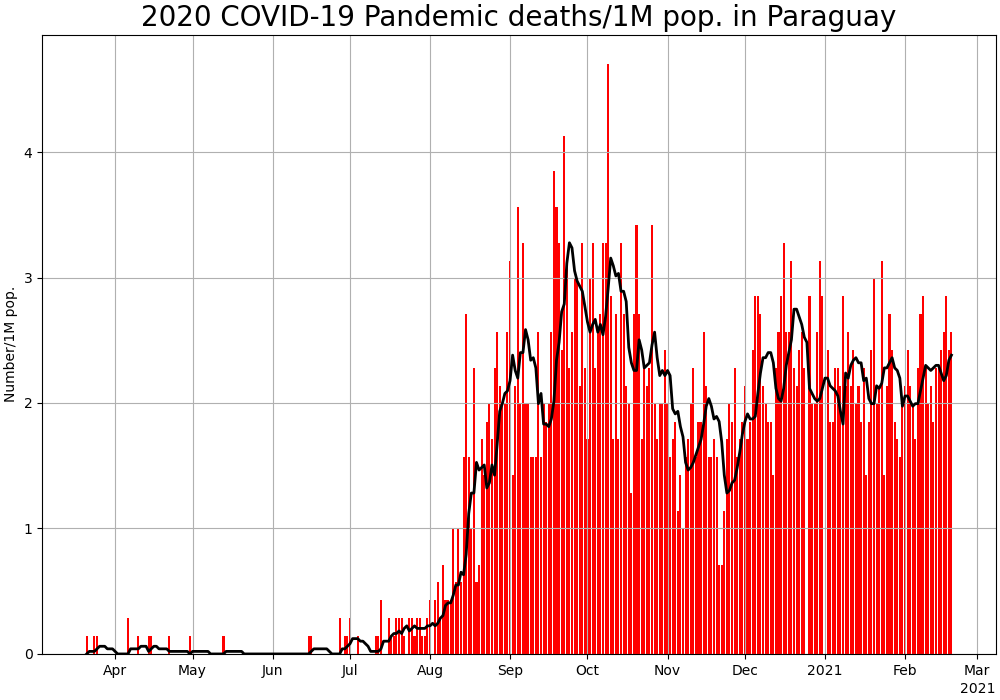 2020 COVID-19 Pandemic deaths/1M pop. in Paraguay
Number/1M pop.
4
3
2
1
0
Apr May Jun Jul Aug Sep Oct Nov Dec 2021 Feb Mar
2021